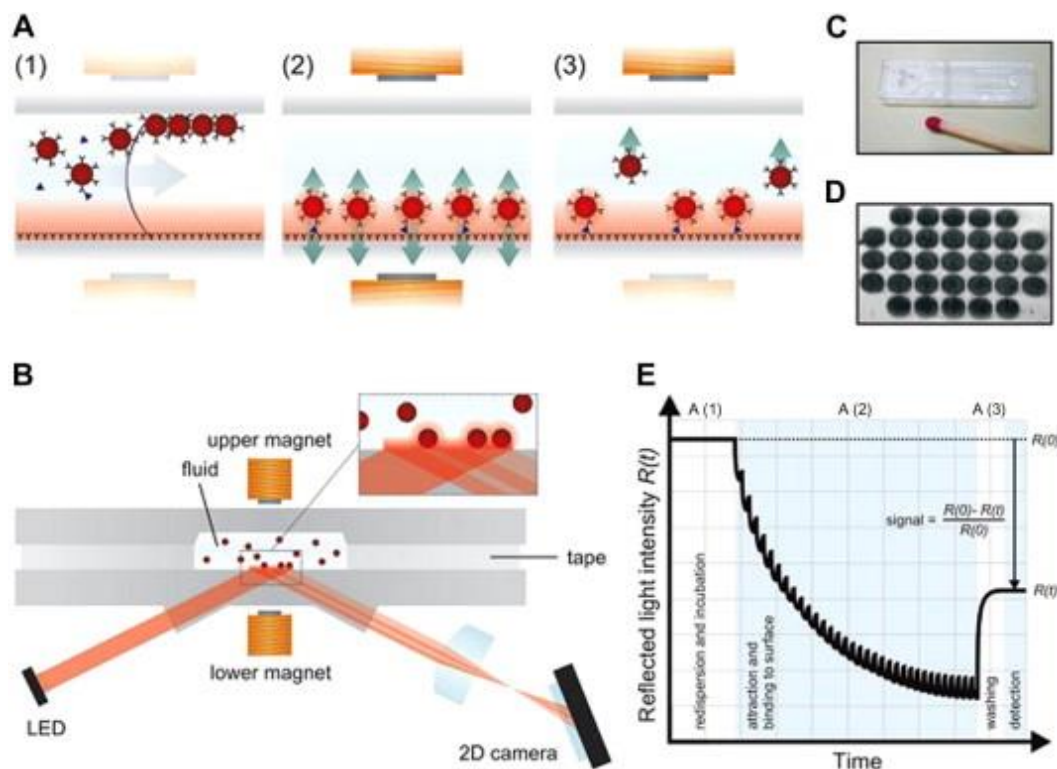 A
(1)
(2)
(3)
C
D
B
upper magnet
fluid
tape
lower magnet
LED
2D camera
E
A (1)
A (2)
A (3)
R(0)
signal = R(0)- R(t)
R(0)
R(t)
Reflected light intensity R(t)
redispersion and incubation
attraction and
binding to surface
washing
detection
Time